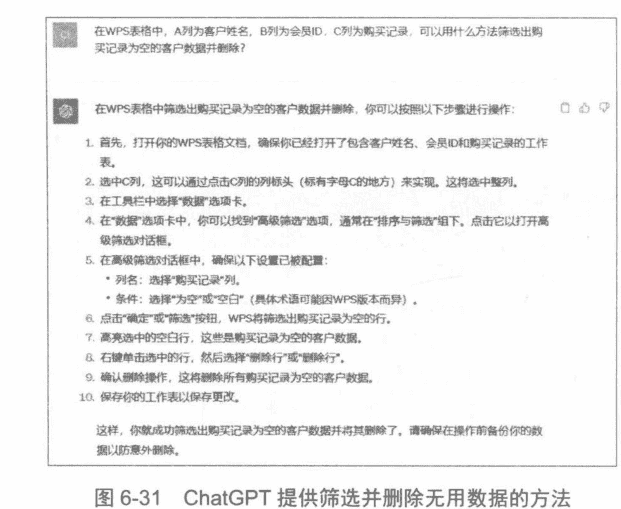 在WPS表格中，A列为客户姓名，B列为会员ID，C列为购买记录，可以用什么方法筛选出购
买记录为空的客户数据并删除？
在WPS表格中筛选出购买记录为空的客户数据并删除，你可以按照以下步骤进行操作：
1. 首先，打开你的WPS表格文档，确保你已经打开了包含客户姓名、会员ID和购买记录的工作
表。
2. 选中C列，这可以通过点击C列的列标头（标有字母C的地方）来实现。这将选中整列。
3. 在工具栏中选择"数据"选项卡。
4. 在"数据"选项卡中，你可以找到"高级筛选"选项，通常在"排序与筛选"组下。点击它以打开高
级筛选对话框。
5. 在高级筛选对话框中，确保以下设置已被配置：
• 列名：选择"购买记录"列。
• 条件：选择"为空"或"空白"（具体术语可能因WPS版本而异）。
6. 点击"确定"或"筛选"按钮，WPS将筛选出购买记录为空的行。
7. 高亮选中的空白行，这些是购买记录为空的客户数据。
8. 右键单击选中的行，然后选择"删除行"或"删除行"。
9. 确认删除操作，这将删除所有购买记录为空的客户数据。
10. 保存你的工作表以保存更改。
这样，你就成功筛选出购买记录为空的客户数据并将其删除了。请确保在操作前备份你的数
据以防意外删除。
图 6-31 ChatGPT 提供筛选并删除无用数据的方法